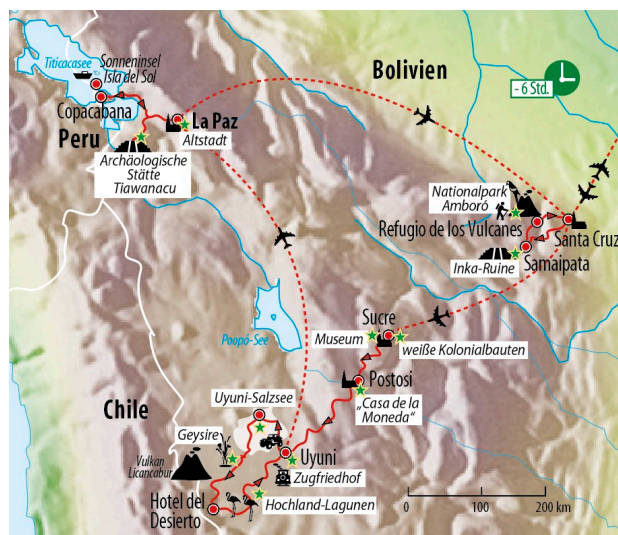 Titicacasee
Sonneninsel
Isla del Sol
Copacabana
Peru
La Paz
Altstadt
Archäologische
Stätte
Tiawanacu
Bolivien
- 6 Std.
Nationalpark
Amboró
Refugio de los Vulcanes
Santa Cruz
Samaipata
Inka-Ruine
Poopó-See
Sucre
Museum
weiße Kolonialbauten
Postosi
„Casa de la
Moneda“
Chile
Uyuni-Salzsee
Geysire
Vulkan
Licancabur
Uyuni
Zugfriedhof
Hotel del
Desierto
Hochland-Lagunen
0 100 200 km